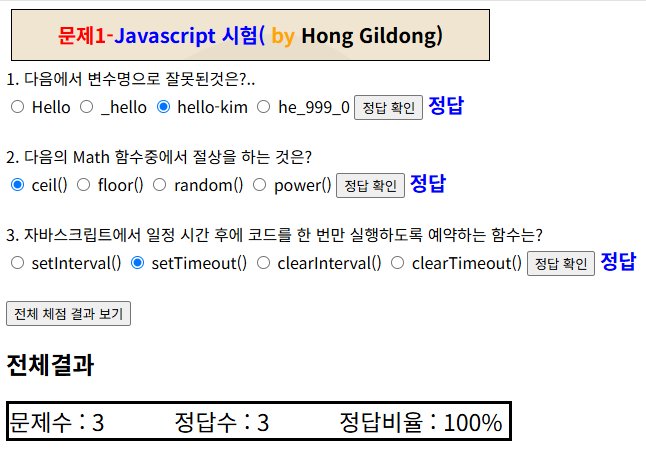 문제1-Javascript 시험( by Hong Gildong)
1. 다음에서 변수명으로 잘못된것은?..
Hello _hello hello-kim he_999_0 정답 확인 정답
2. 다음의 Math 함수중에서 절상을 하는 것은?
ceil() floor() random() power() 정답 확인 정답
3. 자바스크립트에서 일정 시간 후에 코드를 한 번만 실행하도록 예약하는 함수는?
setInterval() setTimeout() clearInterval() clearTimeout() 정답 확인 정답
전체 체점 결과 보기
전체결과
문제수 : 3 정답수 : 3 정답비율 : 100%